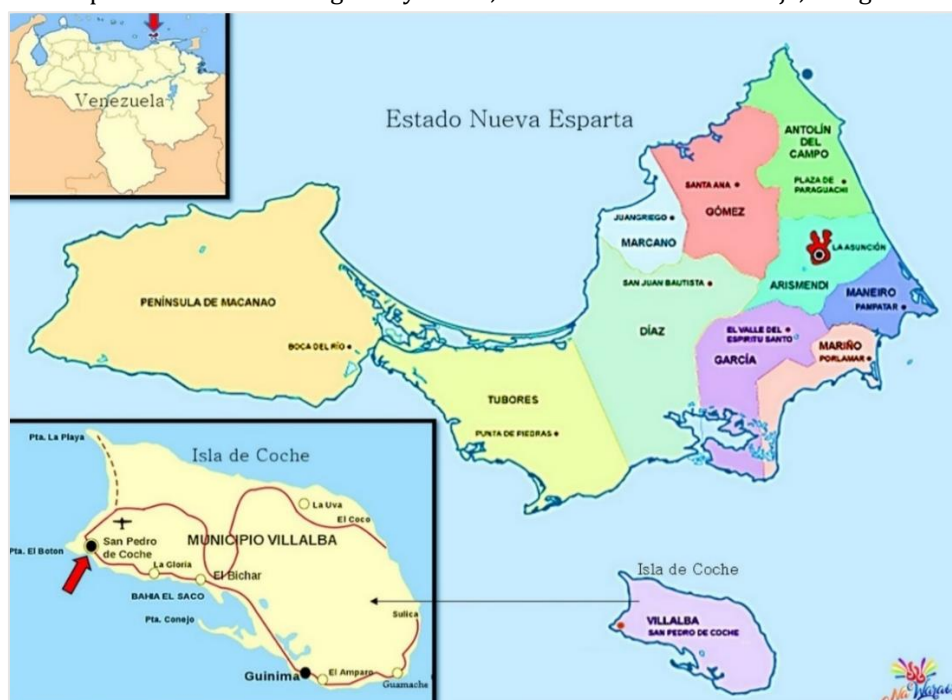 Venezuela
Estado Nueva Esparta
ANTOLÍN
DEL
CAMPO
PLAZA DE
PARAGUACHI
SANTA ANA
GÓMEZ
JUANGRIEGO
MARCANO
LA ASUNCIÓN
ARISMENDI
SAN JUAN BAUTISTA
MANEIRO
PAMPATAR
PENÍNSULA DE MACANAO
BOCA DEL RÍO
DÍAZ
EL VALLE DEL
ESPIRITU SANTO
GARCÍA
MARIÑO
PORLAMAR
TUBORES
PUNTA DE PIEDRAS
Pta. La Playa
Isla de Coche
La Uva
El Coco
MUNICIPIO VILLALBA
San Pedro
de Coche
Pta. El Boton
La Gloria
El Bichar
BAHIA EL SACO
Pta. Conejo
Sulica
Guinima
El Amparo
Guamache
Isla de Coche
VILLALBA
SAN PEDRO DE COCHE